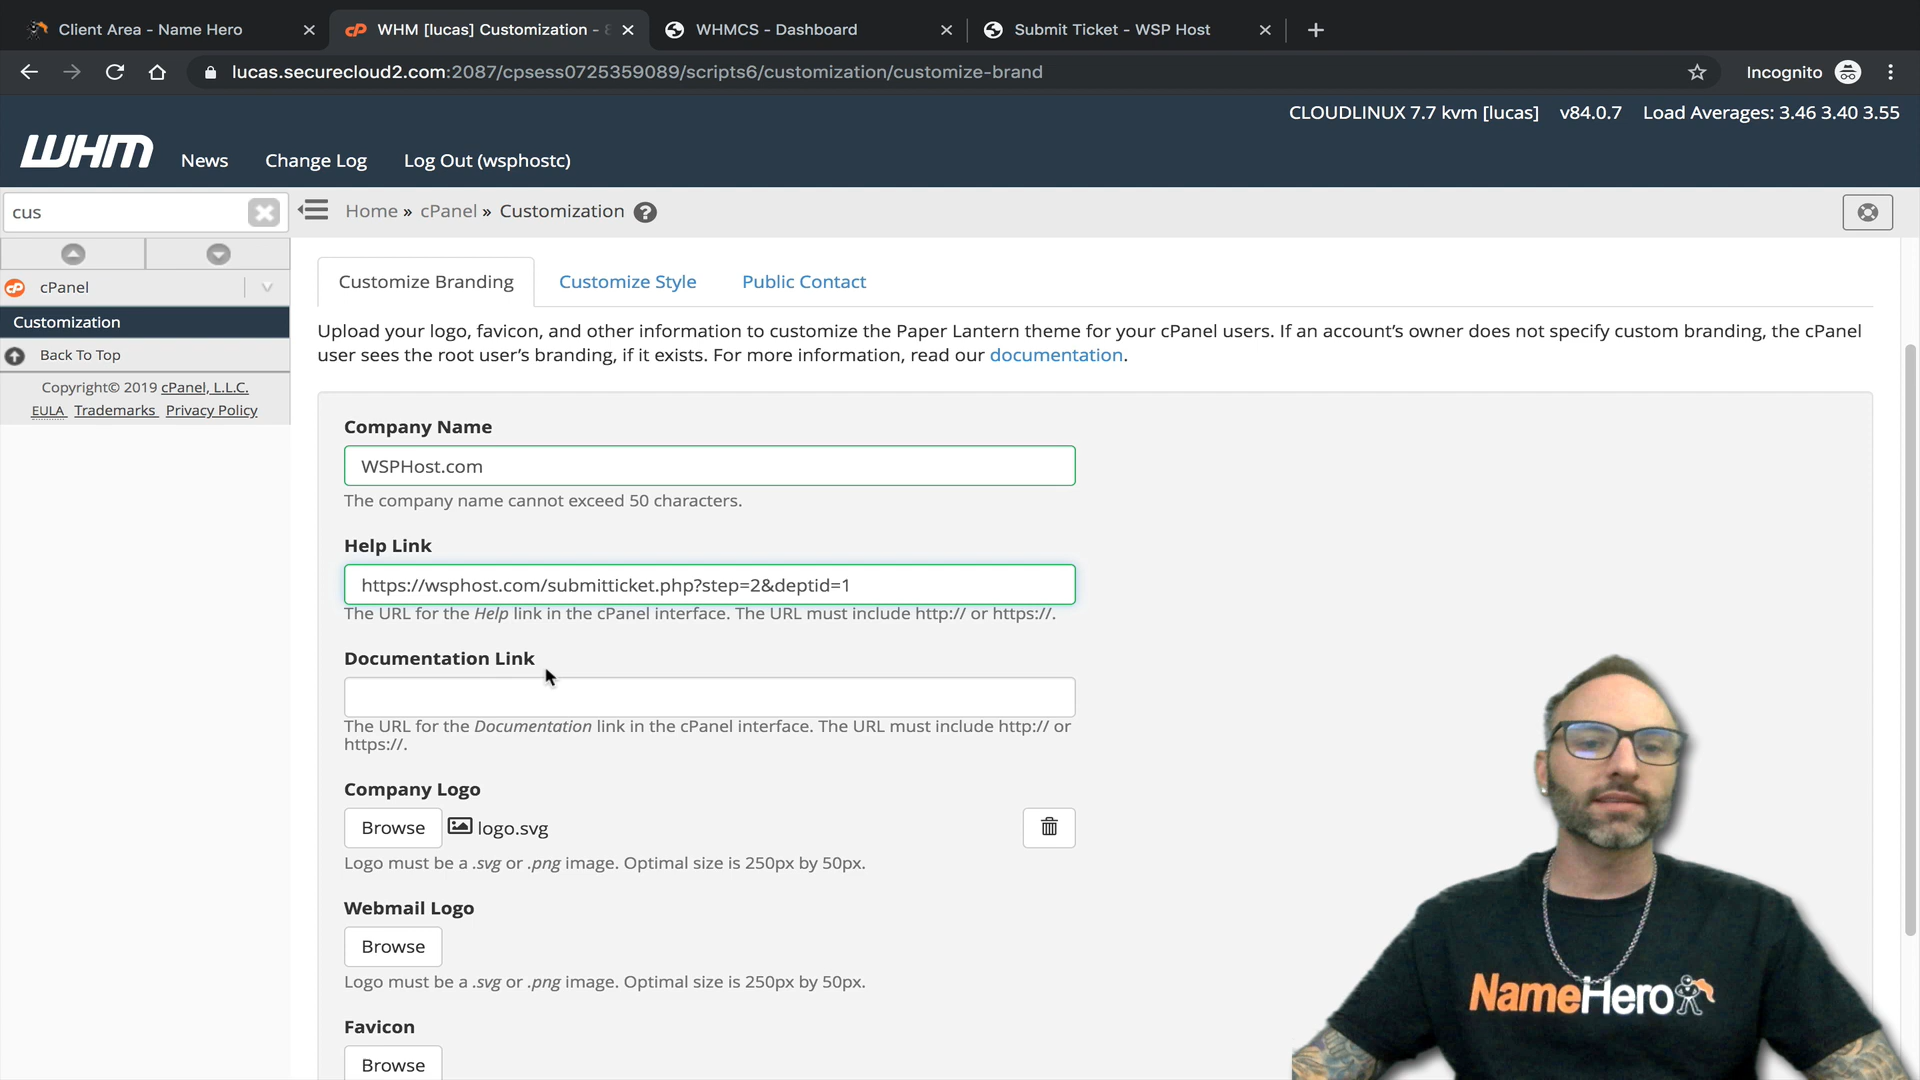 Client Area - Name Hero
WHM [lucas] Customization - 8
WHMCS - Dashboard
Submit Ticket - WSP Host
lucas.securecloud2.com:2087/cpsess0725359089/scripts6/customization/customize-brand
Incognito
CLOUDLINUX 7.7 kvm [lucas] v84.0.7 Load Averages: 3.46 3.40 3.55
WHM
News
Change Log
Log Out (wsphostc)
cus
Home » cPanel » Customization
cPanel
Customization
Back To Top
Copyright© 2019 cPanel, L.L.C.
EULA Trademarks Privacy Policy
Customize Branding
Customize Style
Public Contact
Upload your logo, favicon, and other information to customize the Paper Lantern theme for your cPanel users. If an account's owner does not specify custom branding, the cPanel
user sees the root user's branding, if it exists. For more information, read our documentation.
Company Name
WSPHost.com
The company name cannot exceed 50 characters.
Help Link
https://wsphost.com/submitticket.php?step=2&deptid=1
The URL for the Help link in the cPanel interface. The URL must include http:// or https://.
Documentation Link
The URL for the Documentation link in the cPanel interface. The URL must include http:// or
https://.
Company Logo
Browse
logo.svg
Logo must be a .svg or .png image. Optimal size is 250px by 50px.
Webmail Logo
Browse
Logo must be a .svg or .png image. Optimal size is 250px by 50px.
Favicon
Browse
NameHero